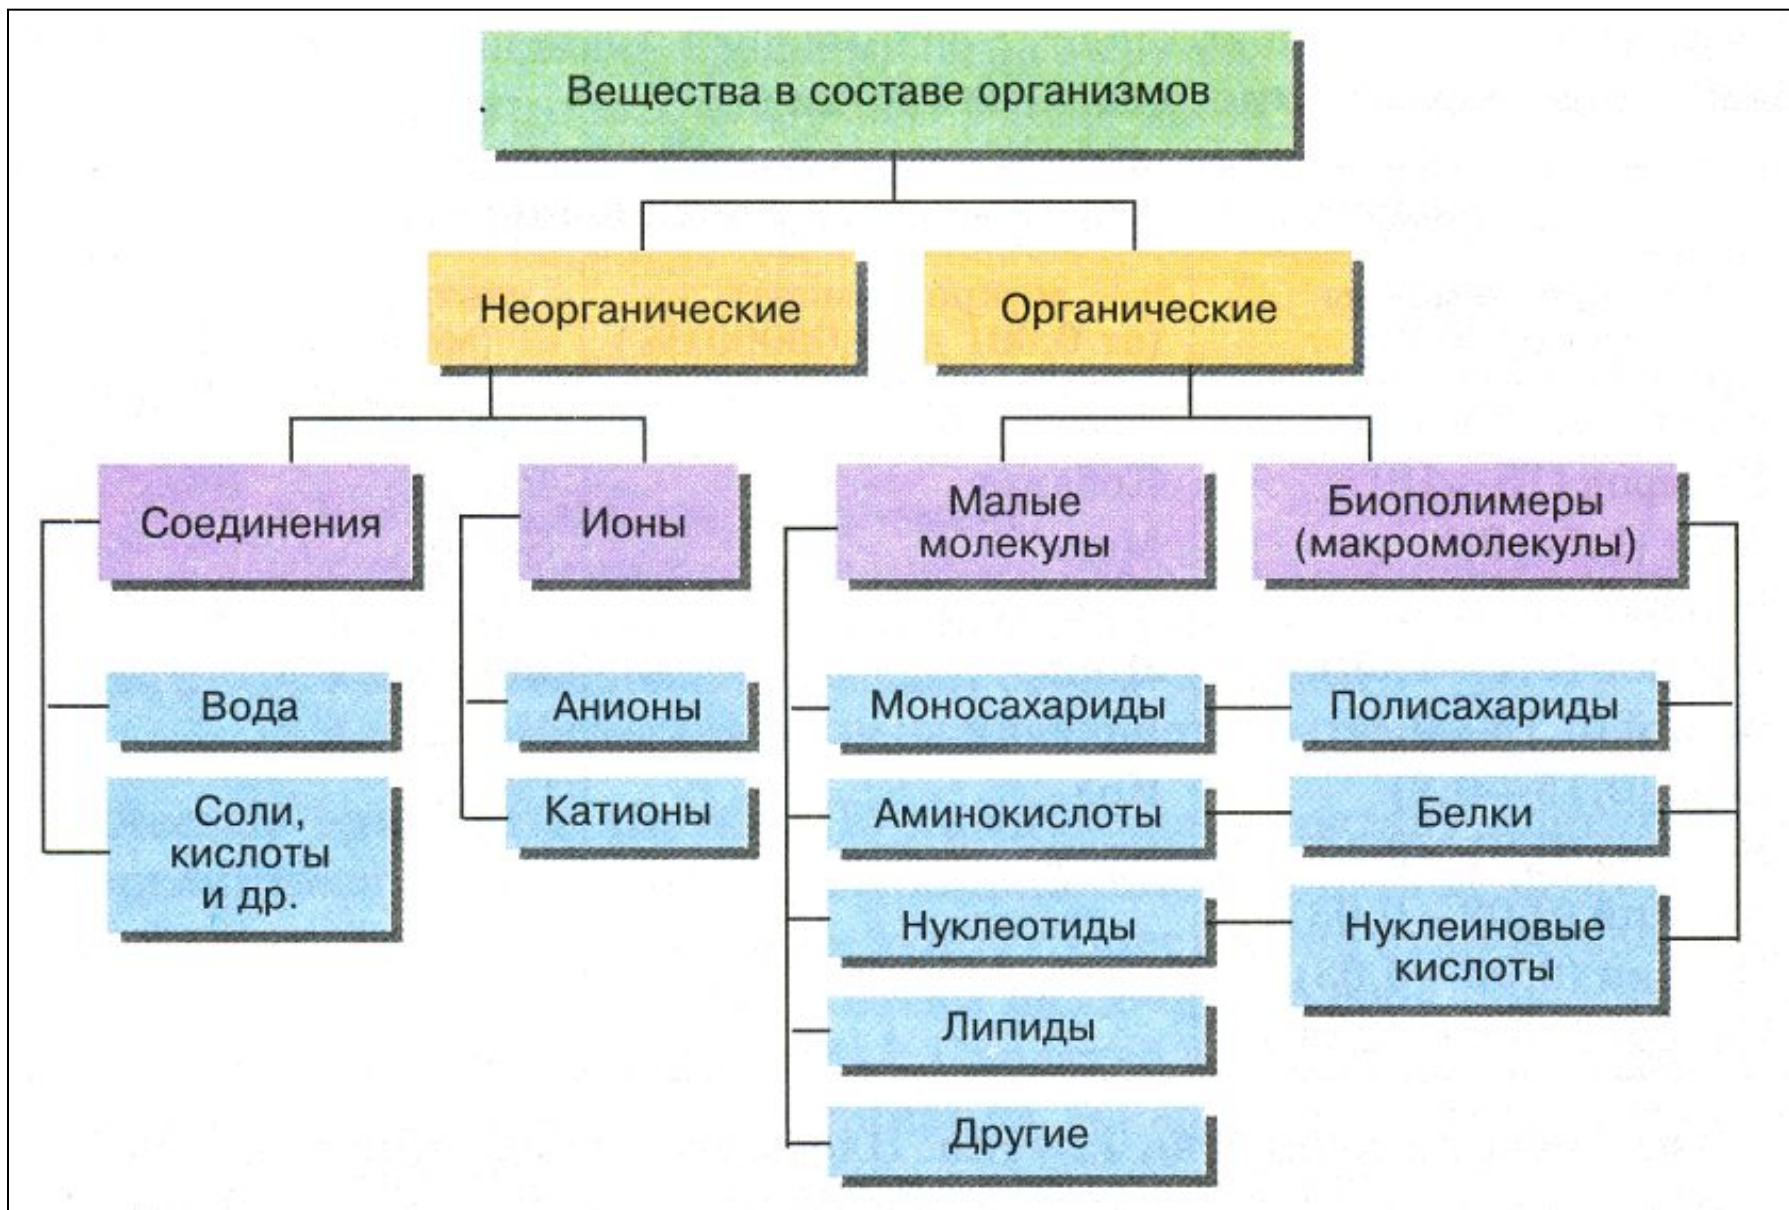 Вещества в составе организмов
Неорганические
Органические
Соединения
Ионы
Малые
молекулы
Биополимеры
(макромолекулы)
Вода
Анионы
Моносахариды
Полисахариды
Соли,
кислоты
и др.
Катионы
Аминокислоты
Белки
Нуклеотиды
Нуклеиновые
кислоты
Липиды
Другие